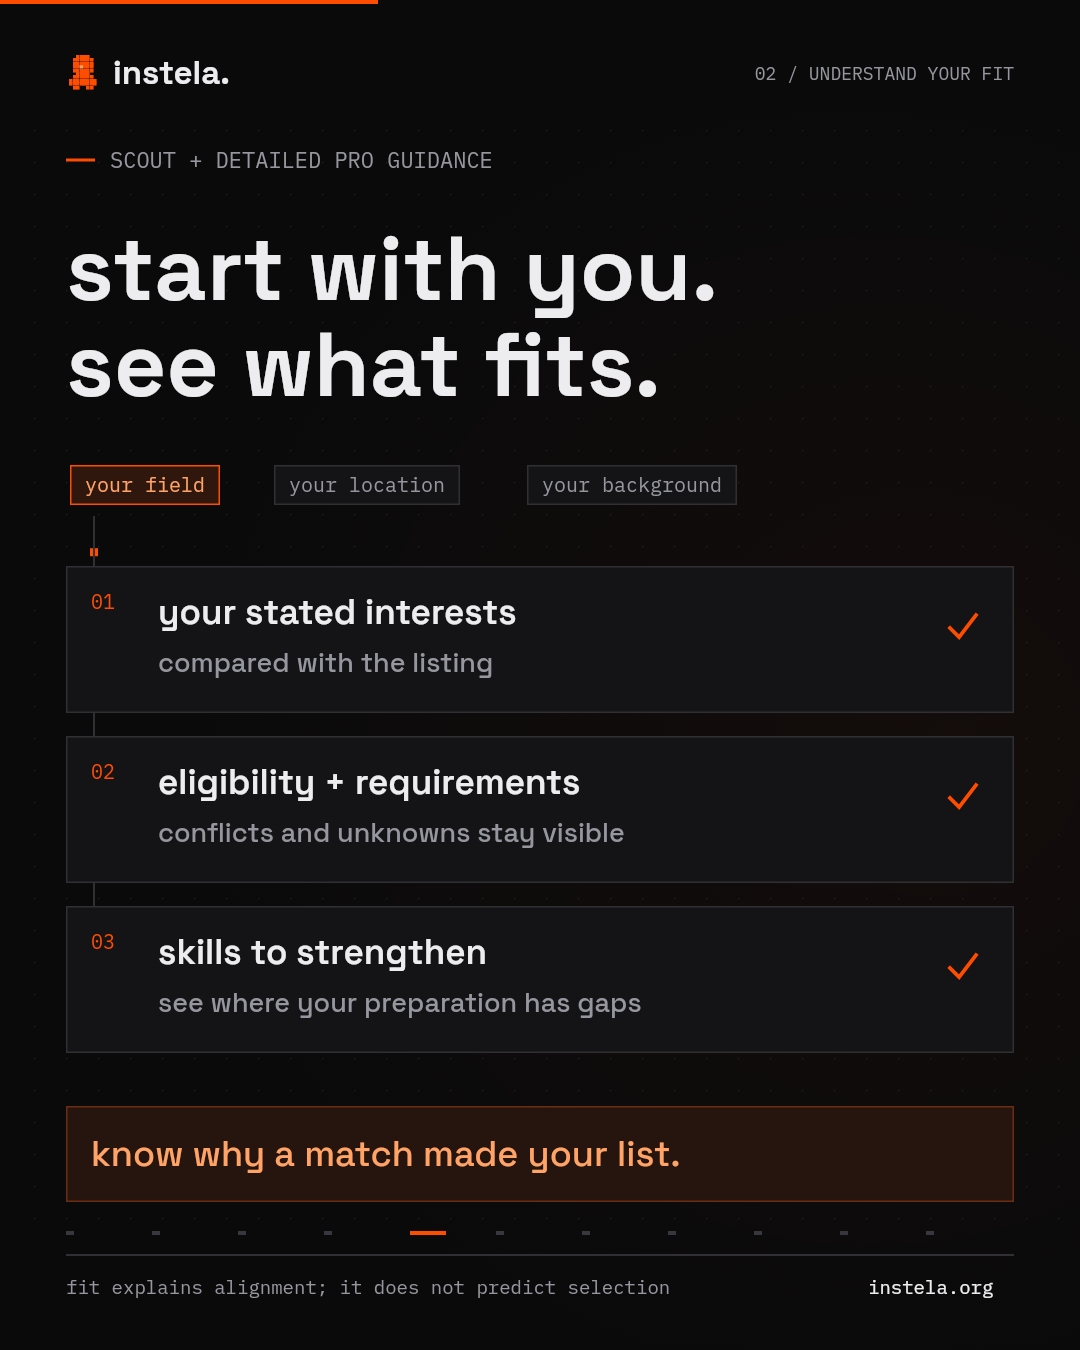 instela.
02 / UNDERSTAND YOUR FIT
SCOUT + DETAILED PRO GUIDANCE
start with you.
see what fits.
your field
your location
your background
01
your stated interests
compared with the listing
02
eligibility + requirements
conflicts and unknowns stay visible
03
skills to strengthen
see where your preparation has gaps
know why a match made your list.
fit explains alignment; it does not predict selection
instela.org